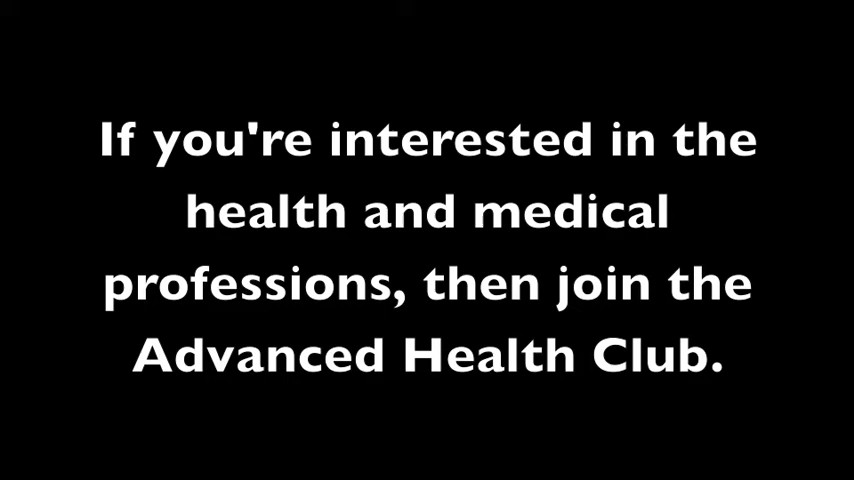 If you're interested in the
health and medical
professions, then join the
Advanced Health Club.